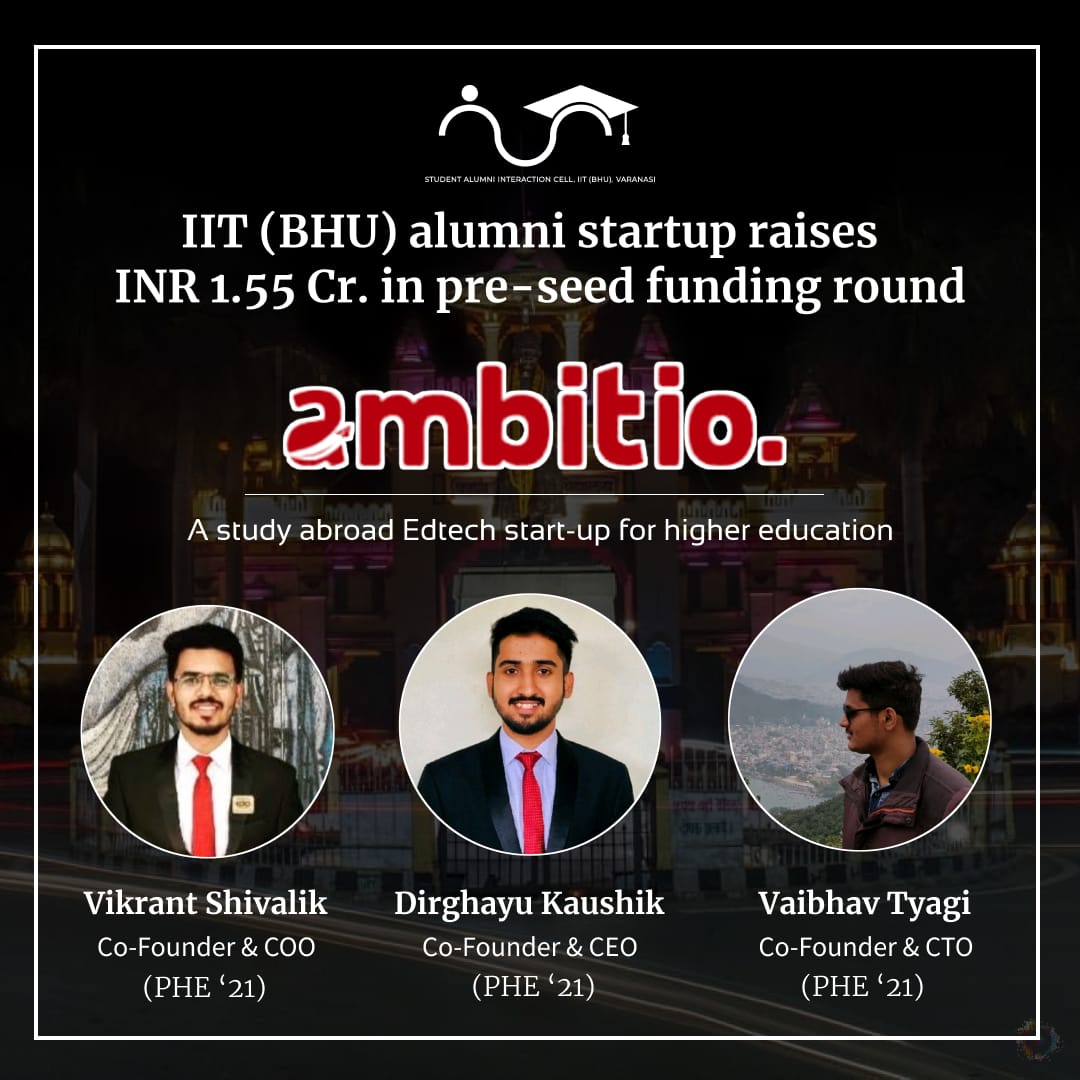 STUDENT ALUMNI INTERACTION CELL, IIT (BHU), VARANASI
IIT (BHU) alumni startup raises
INR 1.55 Cr. in pre-seed funding round
ambitio.
A study abroad Edtech start-up for higher education
Vikrant Shivalik
Co-Founder & COO
(PHE ‘21)
Dirghayu Kaushik
Co-Founder & CEO
(PHE ‘21)
Vaibhav Tyagi
Co-Founder & CTO
(PHE ‘21)